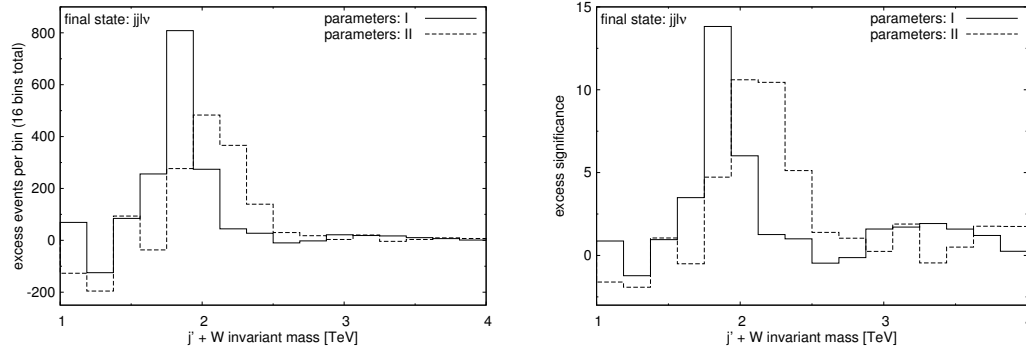 final state: jjlν
parameters: I
parameters: II
excess events per bin (16 bins total)
800
600
400
200
0
-200
1
2
3
4
j' + W invariant mass [TeV]
final state: jjlν
parameters: I
parameters: II
excess significance
15
10
5
0
1
2
3
4
j' + W invariant mass [TeV]